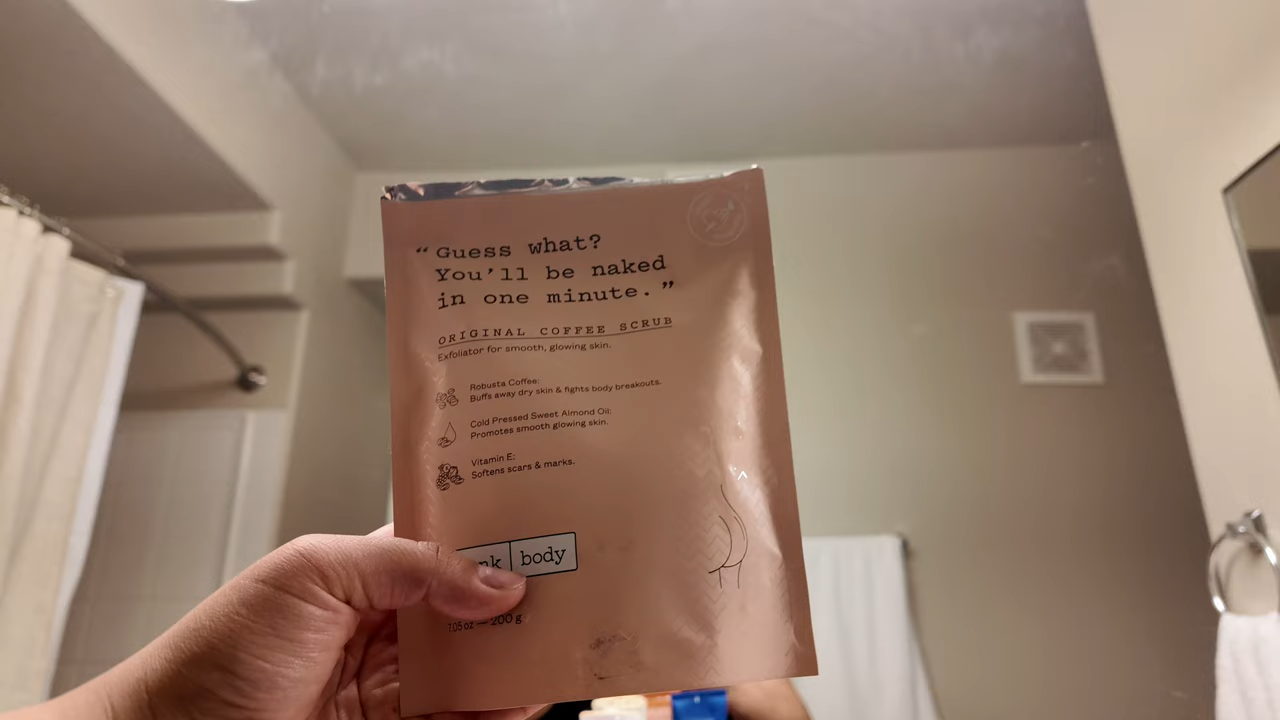 “Guess what?
You’ll be naked
in one minute.”
ORIGINAL COFFEE SCRUB
Exfoliator for smooth, glowing skin.
Robusta Coffee:
Buffs away dry skin & fights body breakouts.
Cold Pressed Sweet Almond Oil:
Promotes smooth glowing skin.
Vitamin E:
Softens scars & marks.
body
7.05 oz — 200 g